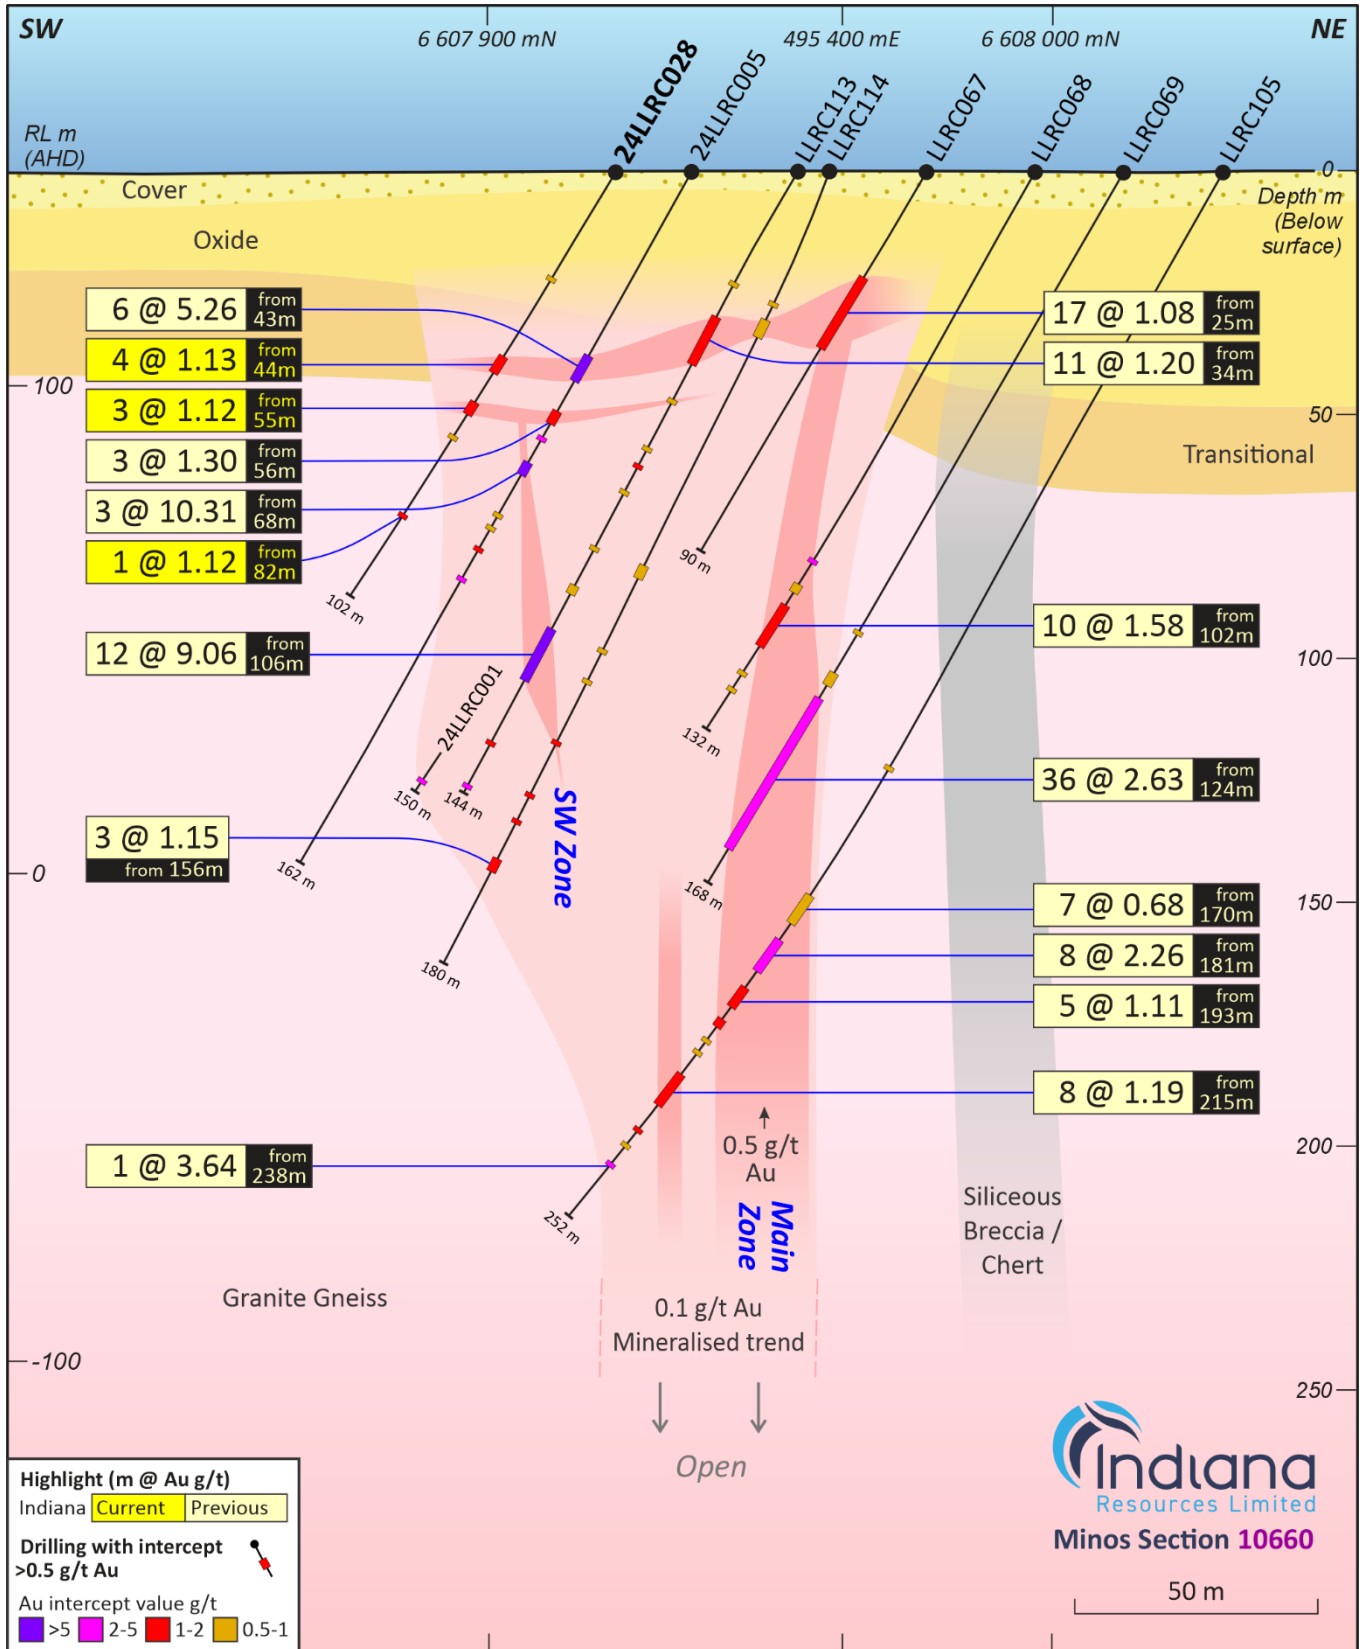 SW
6 607 900 mN
495 400 mE
6 608 000 mN
NE
24LLRC028
24LLRC005
LLRC113
LLRC114
LLRC067
LLRC068
LLRC069
LLRC105
RL m
(AHD)
0
Depth m
(Below
surface)
Cover
Oxide
6 @ 5.26 from 43m
4 @ 1.13 from 44m
3 @ 1.12 from 55m
3 @ 1.30 from 56m
3 @ 10.31 from 68m
1 @ 1.12 from 82m
12 @ 9.06 from 106m
3 @ 1.15
from 156m
1 @ 3.64 from 238m
17 @ 1.08 from 25m
11 @ 1.20 from 34m
10 @ 1.58 from 102m
36 @ 2.63 from 124m
7 @ 0.68 from 170m
8 @ 2.26 from 181m
5 @ 1.11 from 193m
8 @ 1.19 from 215m
100
0
-100
50
100
150
200
250
Transitional
90 m
102 m
132 m
24LLRC001
150 m
144 m
162 m
168 m
180 m
252 m
SW Zone
0.5 g/t
Au
Main
Zone
Siliceous
Breccia /
Chert
Granite Gneiss
0.1 g/t Au
Mineralised trend
Open
Highlight (m @ Au g/t)
Indiana Current Previous
Drilling with intercept
>0.5 g/t Au
Au intercept value g/t
>5 2-5 1-2 0.5-1
Indiana
Resources Limited
Minos Section 10660
50 m